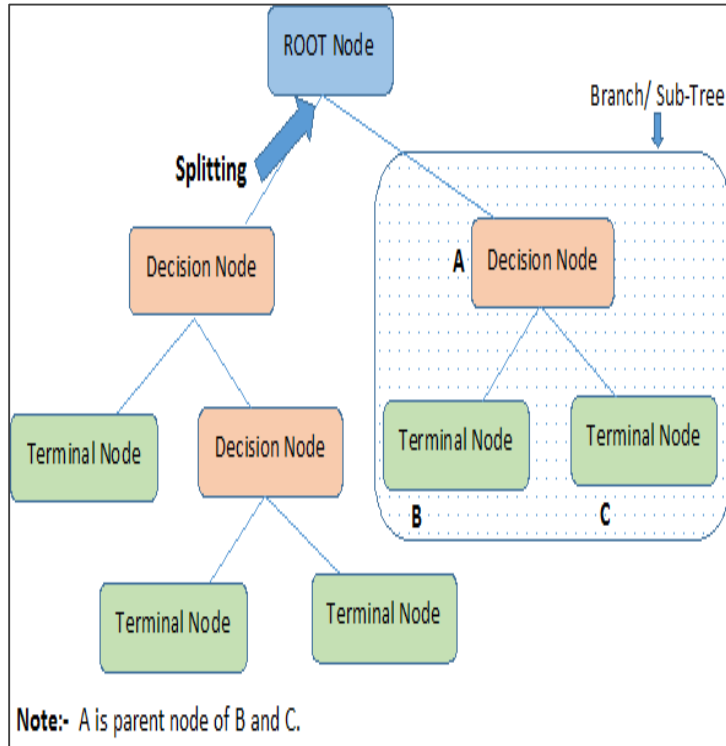 ROOT Node
Branch/ Sub-Tree
Splitting
Decision Node
A
Decision Node
Terminal Node
Decision Node
Terminal Node
Terminal Node
B
C
Terminal Node
Terminal Node
Note:- A is parent node of B and C.